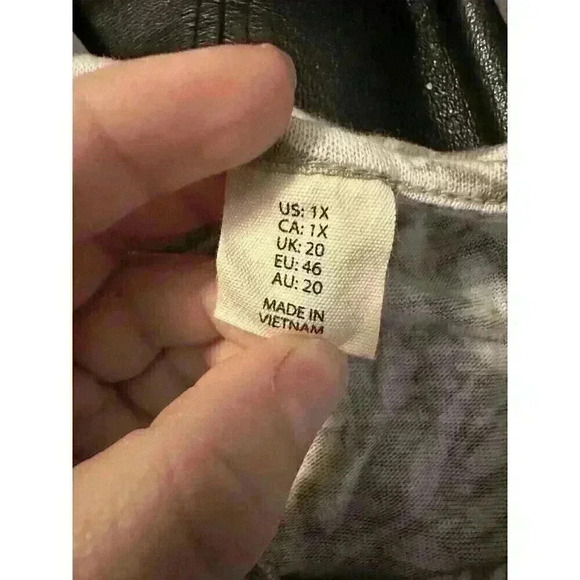 US: 1X
CA: 1X
UK: 20
EU: 46
AU: 20
MADE IN
VIETNAM